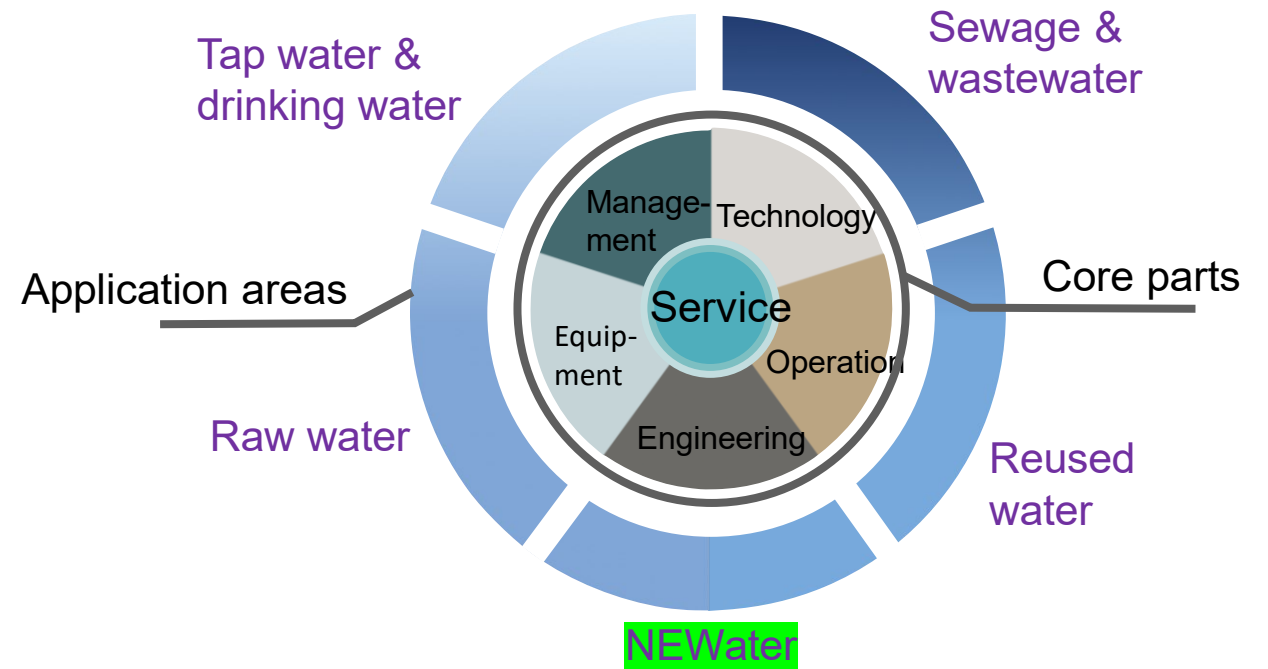 Tap water &
drinking water
Sewage &
wastewater
Manage-
ment
Technology
Application areas
Service
Core parts
Equip-
ment
Operation
Raw water
Engineering
Reused
water
NEWater